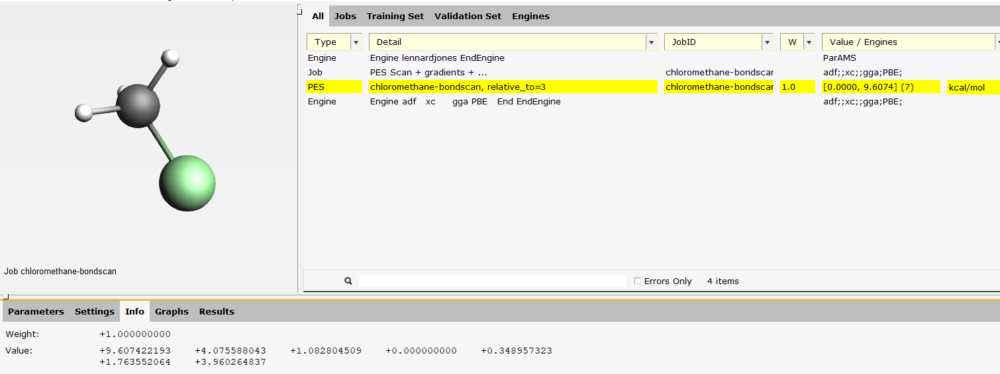 All Jobs Training Set Validation Set Engines
Type Detail JobID W Value / Engines
Engine Engine lennardjones EndEngine ParAMS
Job PES Scan + gradients + ... chloromethane-bondscar adf;;xc;;gga;PBE;
PES chloromethane-bondscan, relative_to=3 chloromethane-bondscar 1.0 [0.0000, 9.6074] (7) kcal/mol
Engine Engine adf xc gga PBE End EndEngine adf;;xc;;gga;PBE;
Job chloromethane-bondscan
Errors Only 4 items
Parameters Settings Info Graphs Results
Weight: +1.000000000
Value: +9.607422193 +4.075588043 +1.082804509 +0.000000000 +0.348957323
+1.763552064 +3.960264837